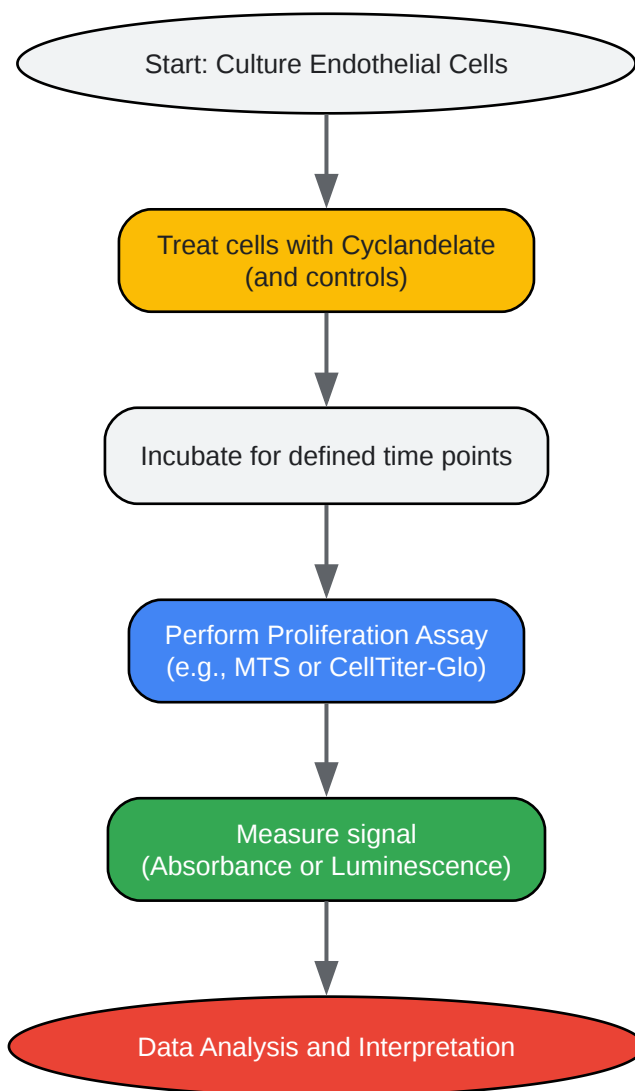 Start: Culture Endothelial Cells
Treat cells with Cyclandelate
(and controls)
Incubate for defined time points
Perform Proliferation Assay
(e.g., MTS or CellTiter-Glo)
Measure signal
(Absorbance or Luminescence)
Data Analysis and Interpretation